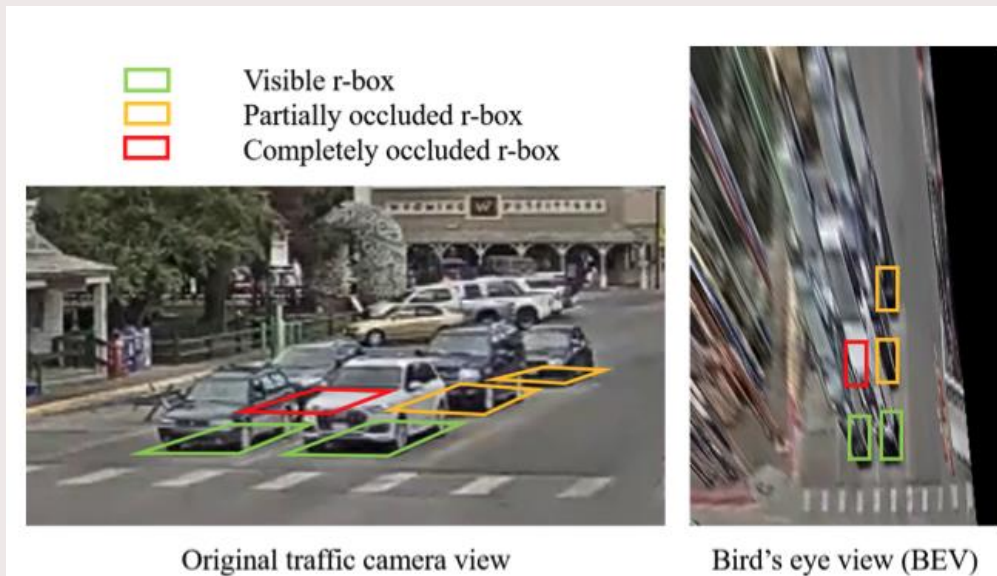 Visible r-box
Partially occluded r-box
Completely occluded r-box
Original traffic camera view
Bird's eye view (BEV)